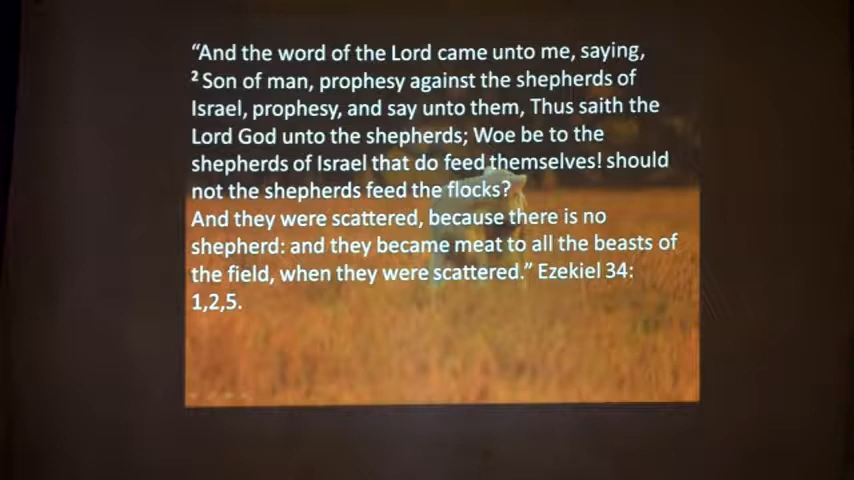 “And the word of the Lord came unto me, saying,
² Son of man, prophesy against the shepherds of
Israel, prophesy, and say unto them, Thus saith the
Lord God unto the shepherds; Woe be to the
shepherds of Israel that do feed themselves! should
not the shepherds feed the flocks?
And they were scattered, because there is no
shepherd: and they became meat to all the beasts of
the field, when they were scattered.” Ezekiel 34:
1,2,5.